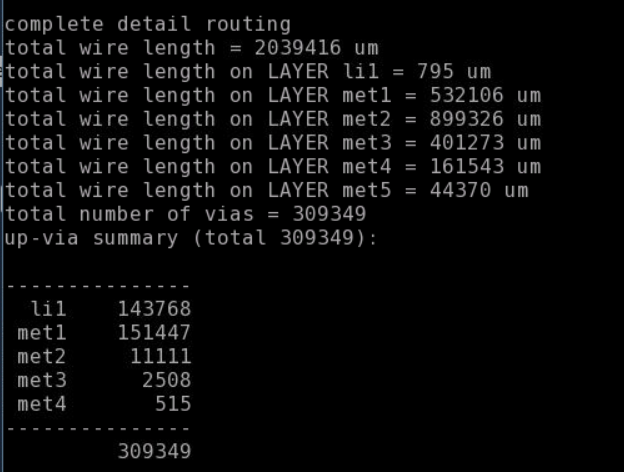 complete detail routing
total wire length = 2039416 um
total wire length on LAYER li1 = 795 um
total wire length on LAYER met1 = 532106 um
total wire length on LAYER met2 = 899326 um
total wire length on LAYER met3 = 401273 um
total wire length on LAYER met4 = 161543 um
total wire length on LAYER met5 = 44370 um
total number of vias = 309349
up-via summary (total 309349):
---------------
li1 143768
met1 151447
met2 11111
met3 2508
met4 515
---------------
309349